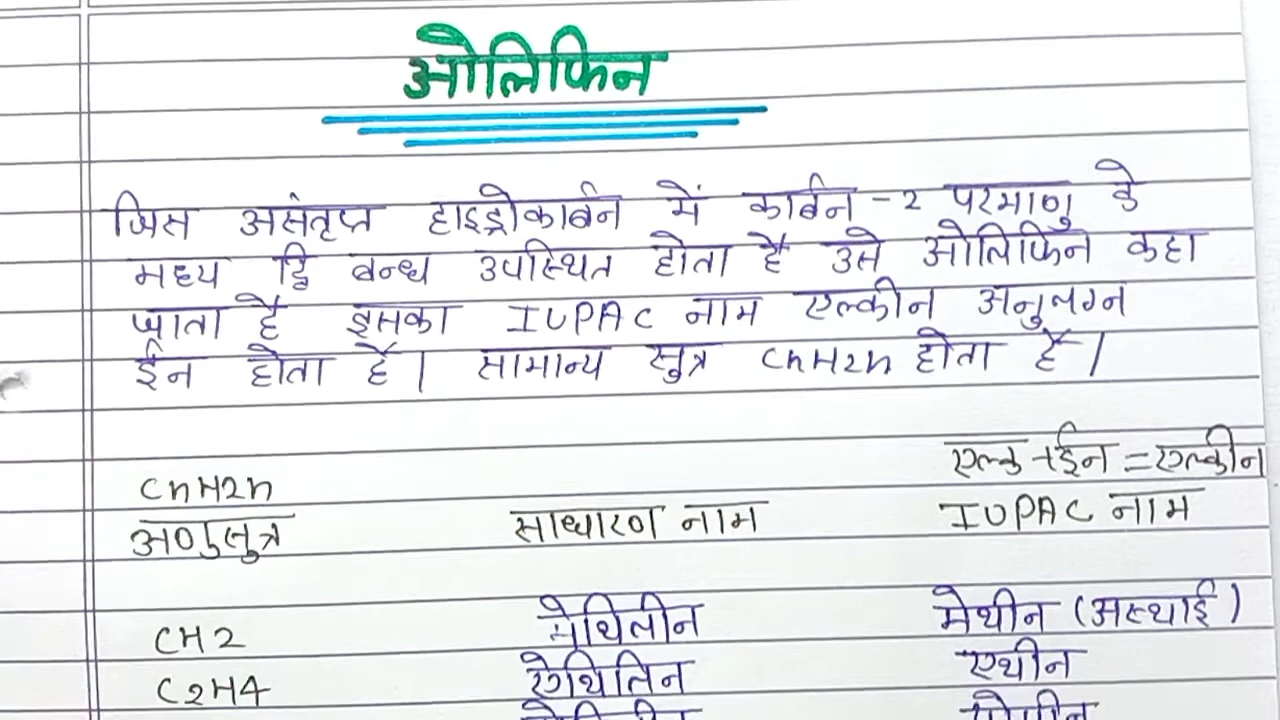 ओलिफिन
जिस असंतृप्त हाइड्रोकार्बन में कार्बन -2 परमाणु के
मध्य द्वि बन्ध उपस्थित होता है उसे ओलिफिन कहा
जाता है इसका IUPAC नाम एल्कीन अनुलग्न
ईन होता है। सामान्य सुत्र CnH2n होता है।
एल्क +ईन = एल्कीन
CnH2n
अणुसुत्र साधारण नाम IUPAC नाम
CH2 मेथिलीन मेथीन (अस्थाई)
C2H4 ऐथिलिन एथीन